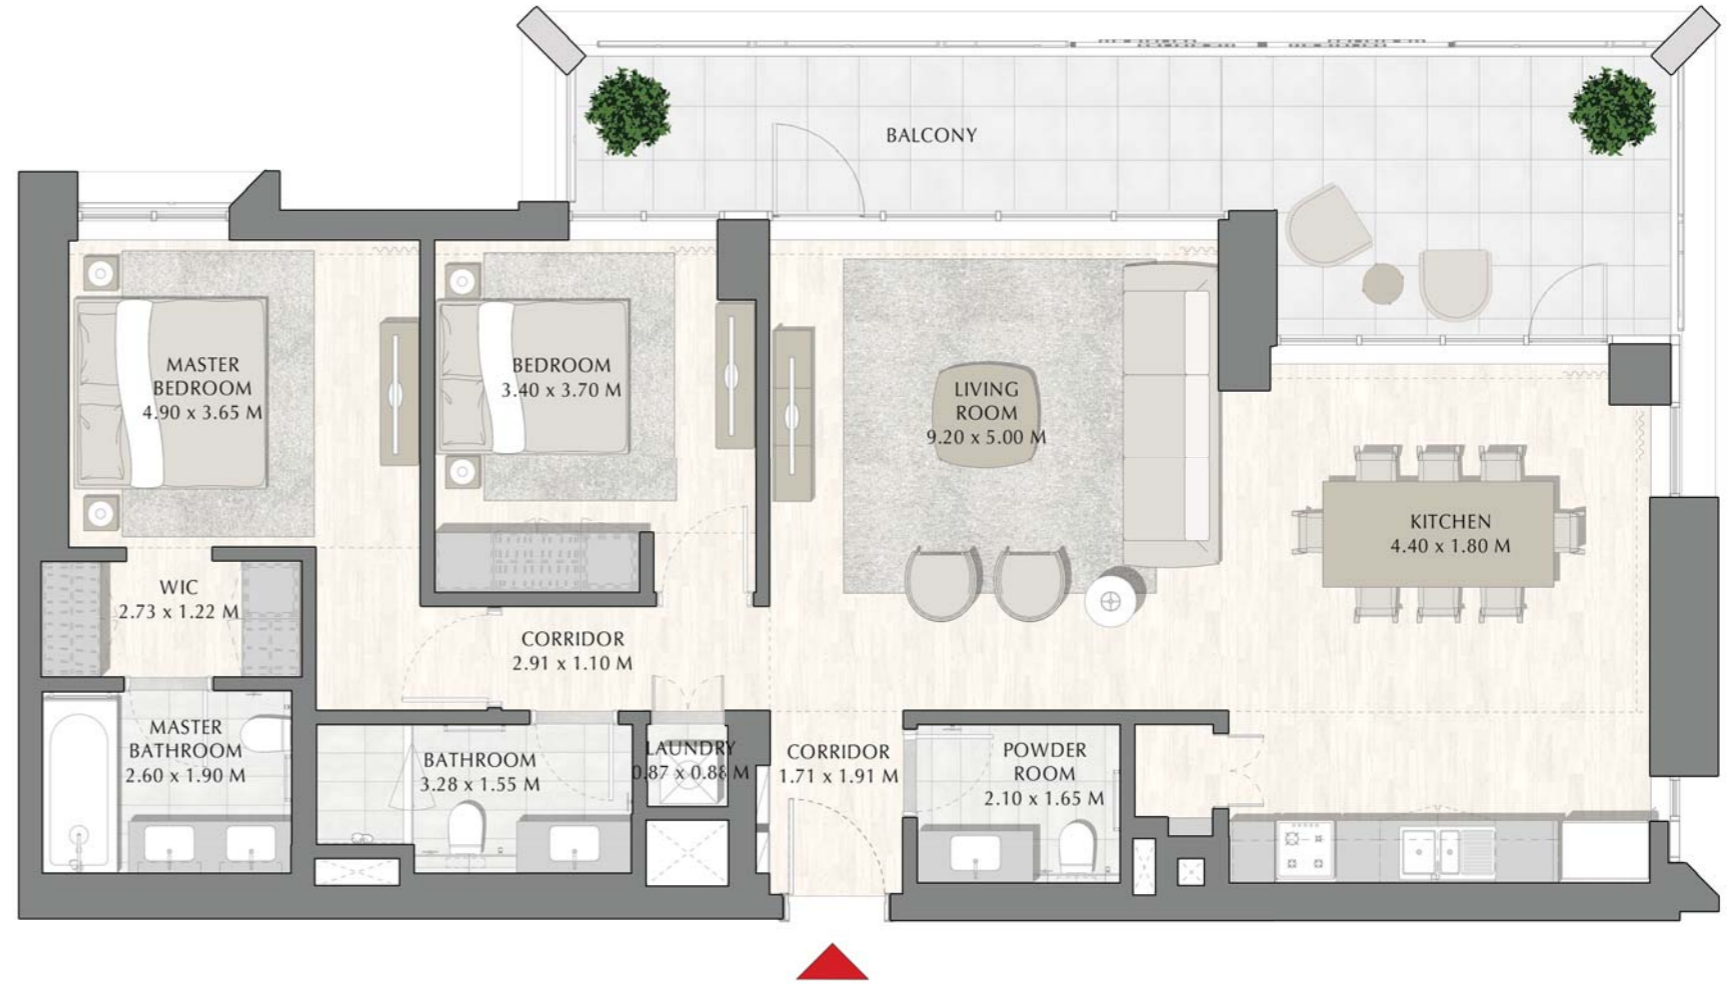 BALCONY
MASTER
BEDROOM
4.90 x 3.65 M
BEDROOM
3.40 x 3.70 M
LIVING
ROOM
9.20 x 5.00 M
KITCHEN
4.40 x 1.80 M
WIC
2.73 x 1.22 M
CORRIDOR
2.91 x 1.10 M
MASTER
BATHROOM
2.60 x 1.90 M
BATHROOM
3.28 x 1.55 M
LAUNDRY
0.87 x 0.88 M
CORRIDOR
1.71 x 1.91 M
POWDER
ROOM
2.10 x 1.65 M